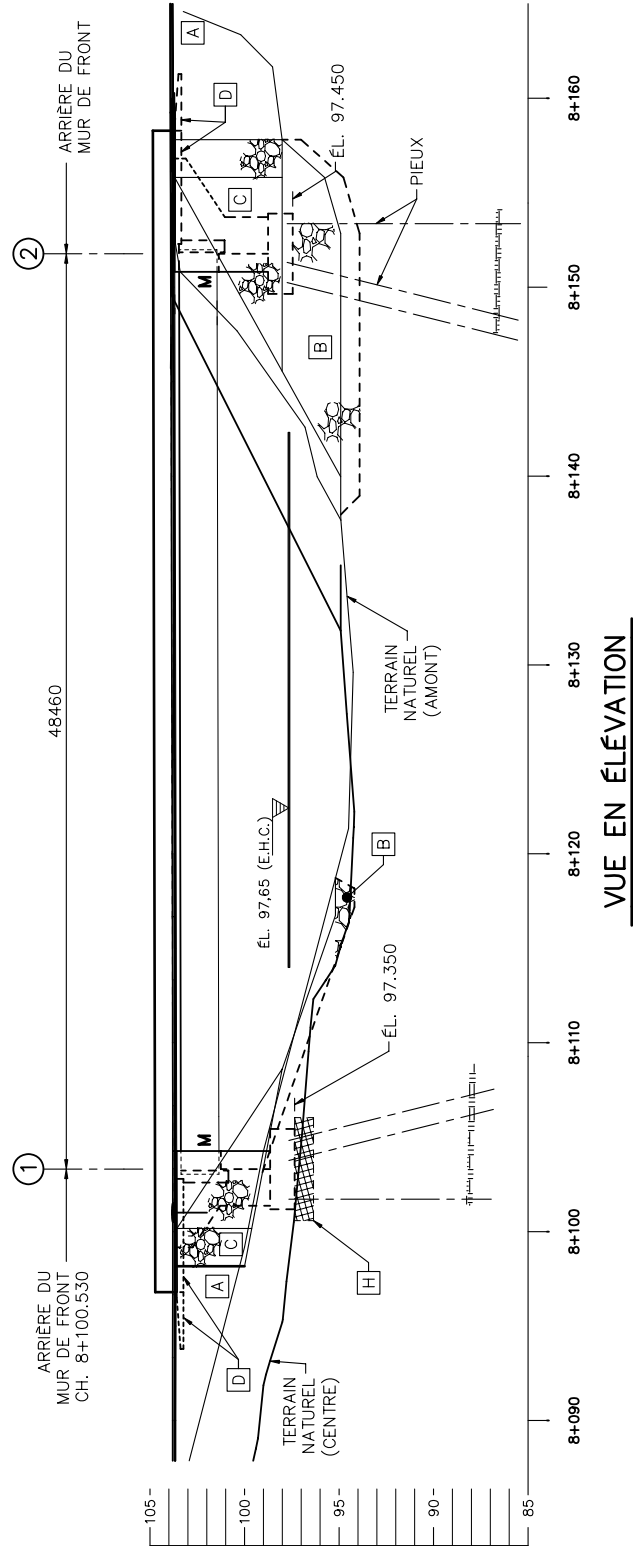 1
2
48460
ARRIÈRE DU
MUR DE FRONT
CH. 8+100.530
ARRIÈRE DU
MUR DE FRONT
D
A
C
M
M
C
D
A
ÉL. 97,65 (E.H.C.)
ÉL. 97.350
ÉL. 97.450
B
B
H
TERRAIN
NATUREL
(CENTRE)
TERRAIN
NATUREL
(AMONT)
PIEUX
105
100
95
90
85
8+090
8+100
8+110
8+120
8+130
8+140
8+150
8+160
VUE EN ÉLÉVATION